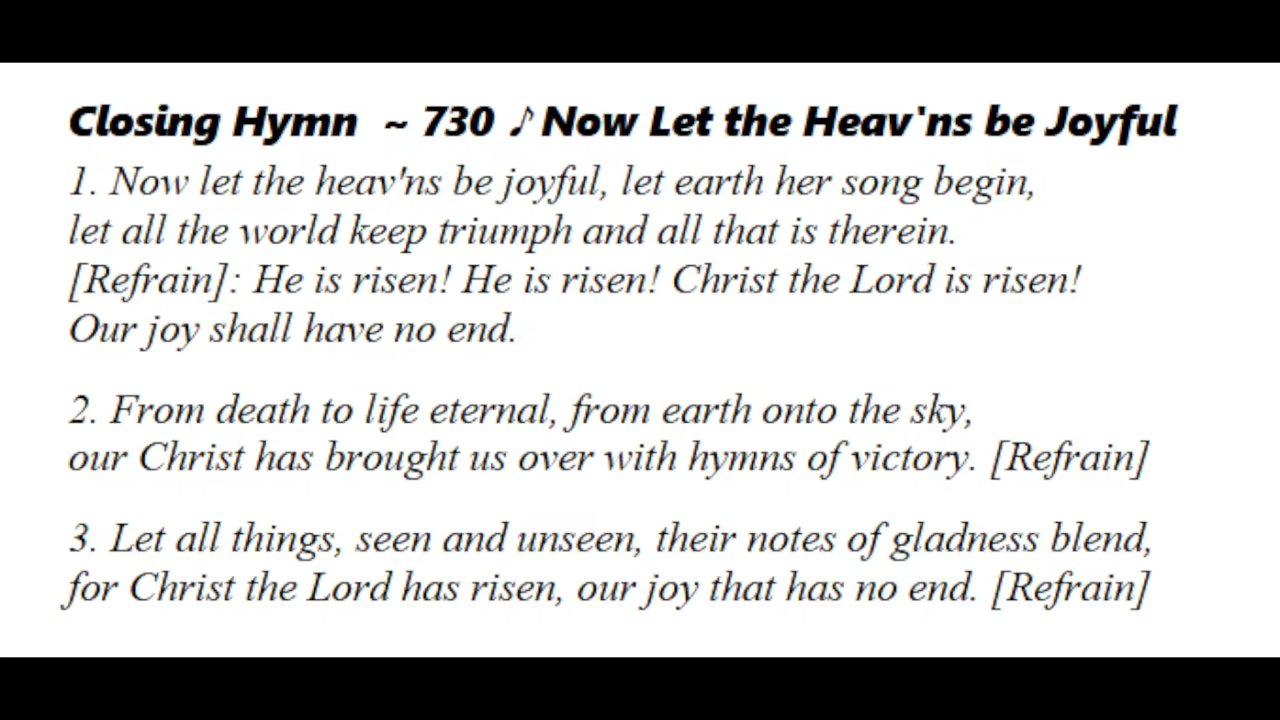 Closing Hymn ~ 730 ♪ Now Let the Heav'ns be Joyful
1. Now let the heav'ns be joyful, let earth her song begin,
let all the world keep triumph and all that is therein.
[Refrain]: He is risen! He is risen! Christ the Lord is risen!
Our joy shall have no end.
2. From death to life eternal, from earth onto the sky,
our Christ has brought us over with hymns of victory. [Refrain]
3. Let all things, seen and unseen, their notes of gladness blend,
for Christ the Lord has risen, our joy that has no end. [Refrain]